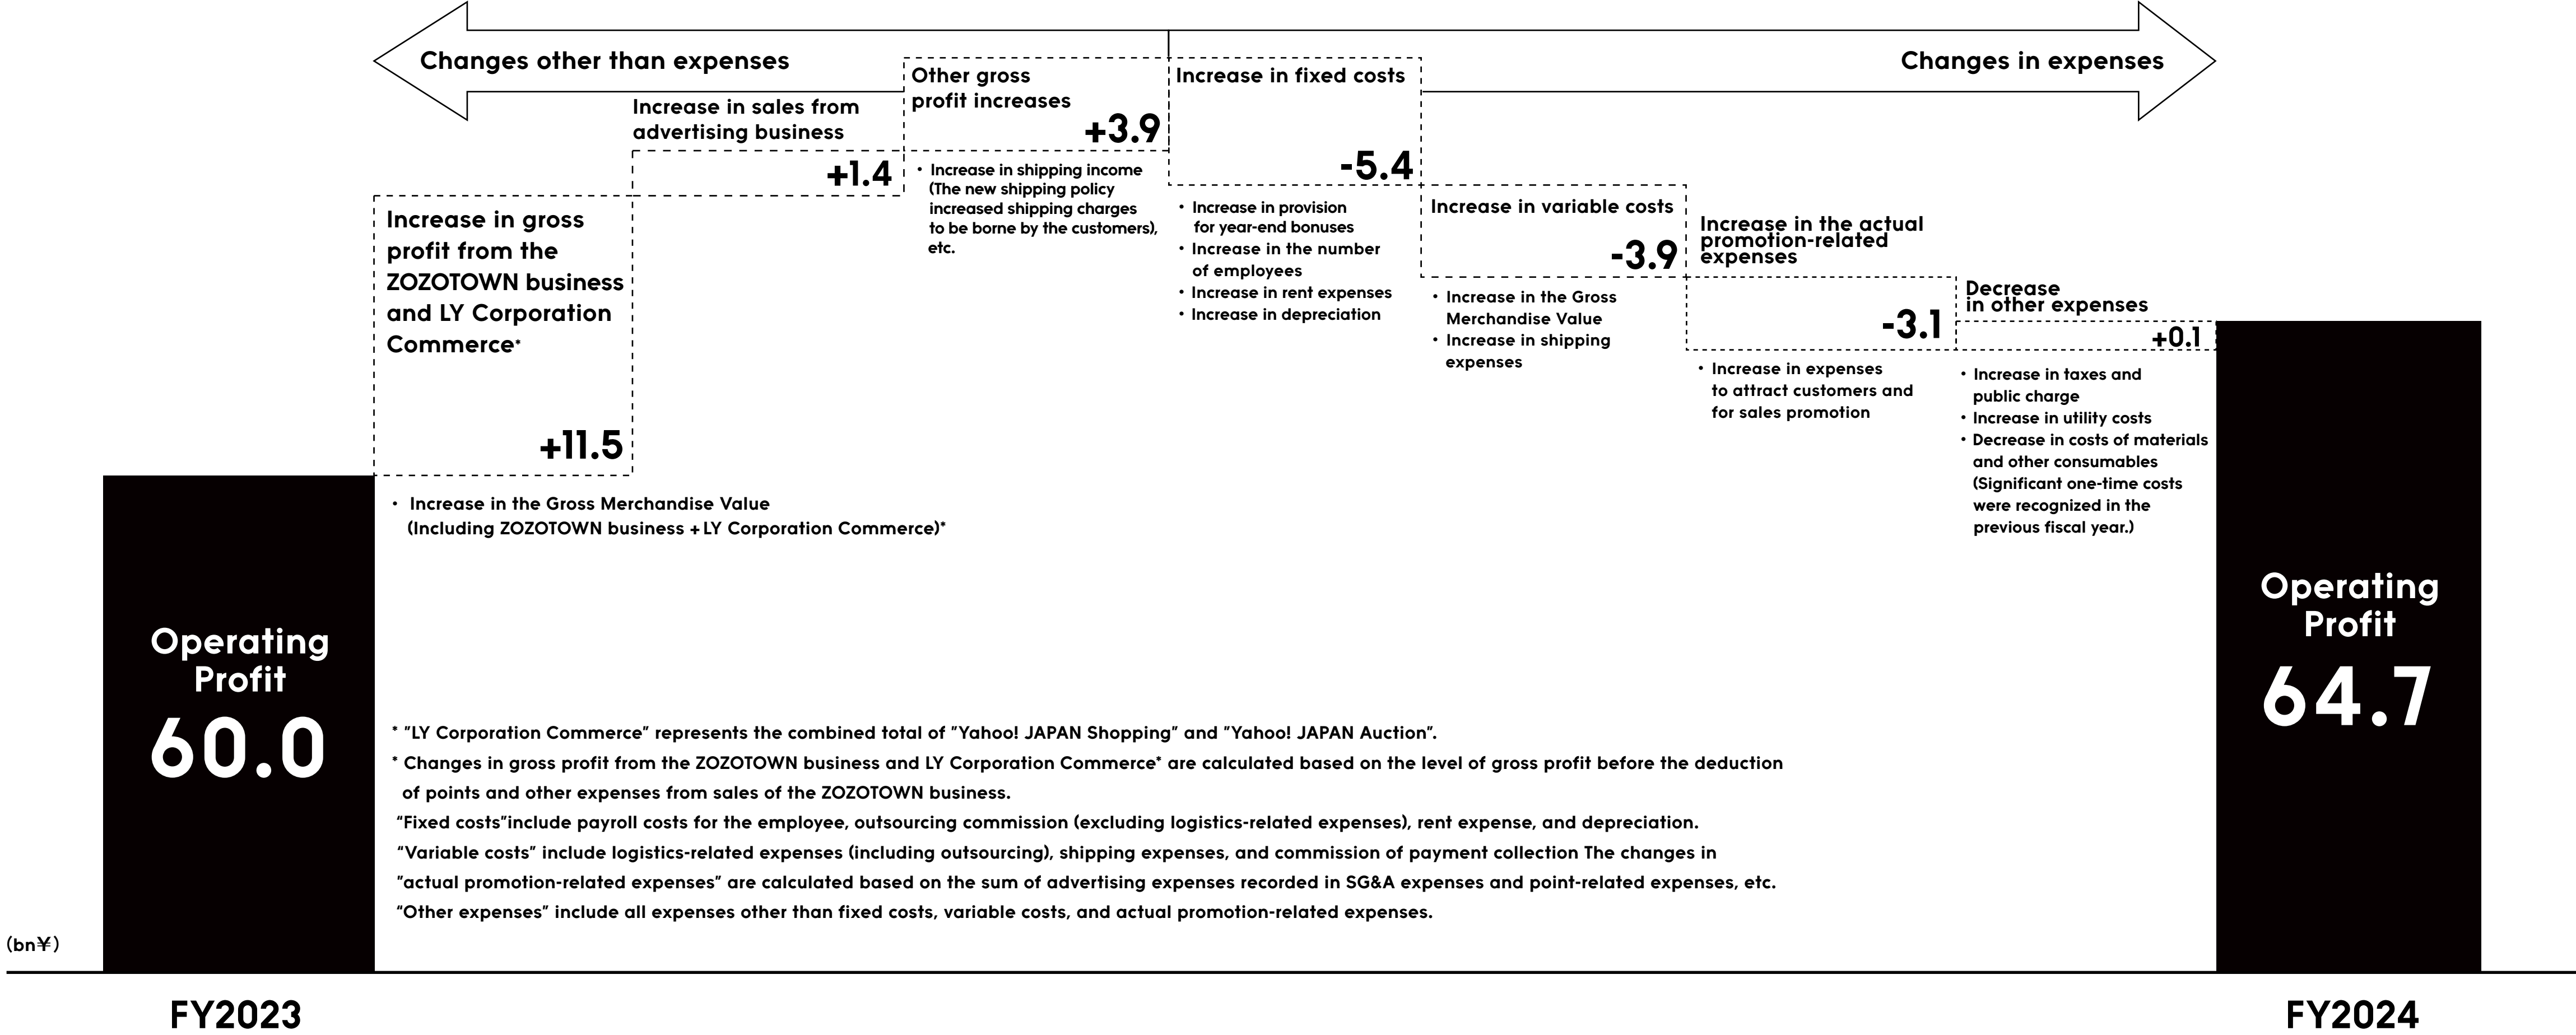 Changes other than expenses
Changes in expenses
Increase in gross
profit from the
ZOZOTOWN business
and LY Corporation
Commerce*
+11.5
• Increase in the Gross Merchandise Value
(Including ZOZOTOWN business + LY Corporation Commerce)*
Increase in sales from
advertising business
+1.4
Other gross
profit increases
+3.9
• Increase in shipping income
(The new shipping policy
increased shipping charges
to be borne by the customers),
etc.
Increase in fixed costs
-5.4
• Increase in provision
for year-end bonuses
• Increase in the number
of employees
• Increase in rent expenses
• Increase in depreciation
Increase in variable costs
-3.9
• Increase in the Gross
Merchandise Value
• Increase in shipping
expenses
Increase in the actual
promotion-related
expenses
-3.1
• Increase in expenses
to attract customers and
for sales promotion
Decrease
in other expenses
+0.1
• Increase in taxes and
public charge
• Increase in utility costs
• Decrease in costs of materials
and other consumables
(Significant one-time costs
were recognized in the
previous fiscal year.)
Operating
Profit
60.0
Operating
Profit
64.7
* "LY Corporation Commerce" represents the combined total of "Yahoo! JAPAN Shopping" and "Yahoo! JAPAN Auction".
* Changes in gross profit from the ZOZOTOWN business and LY Corporation Commerce* are calculated based on the level of gross profit before the deduction
of points and other expenses from sales of the ZOZOTOWN business.
“Fixed costs”include payroll costs for the employee, outsourcing commission (excluding logistics-related expenses), rent expense, and depreciation.
“Variable costs” include logistics-related expenses (including outsourcing), shipping expenses, and commission of payment collection The changes in
"actual promotion-related expenses" are calculated based on the sum of advertising expenses recorded in SG&A expenses and point-related expenses, etc.
“Other expenses” include all expenses other than fixed costs, variable costs, and actual promotion-related expenses.
(bn¥)
FY2023
FY2024